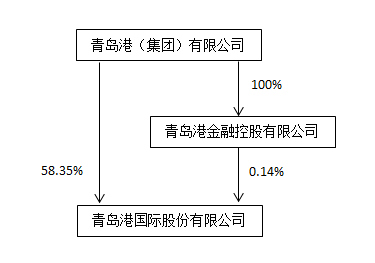 青岛港（集团）有限公司
100%
青岛港金融控股有限公司
58.35%
0.14%
青岛港国际股份有限公司